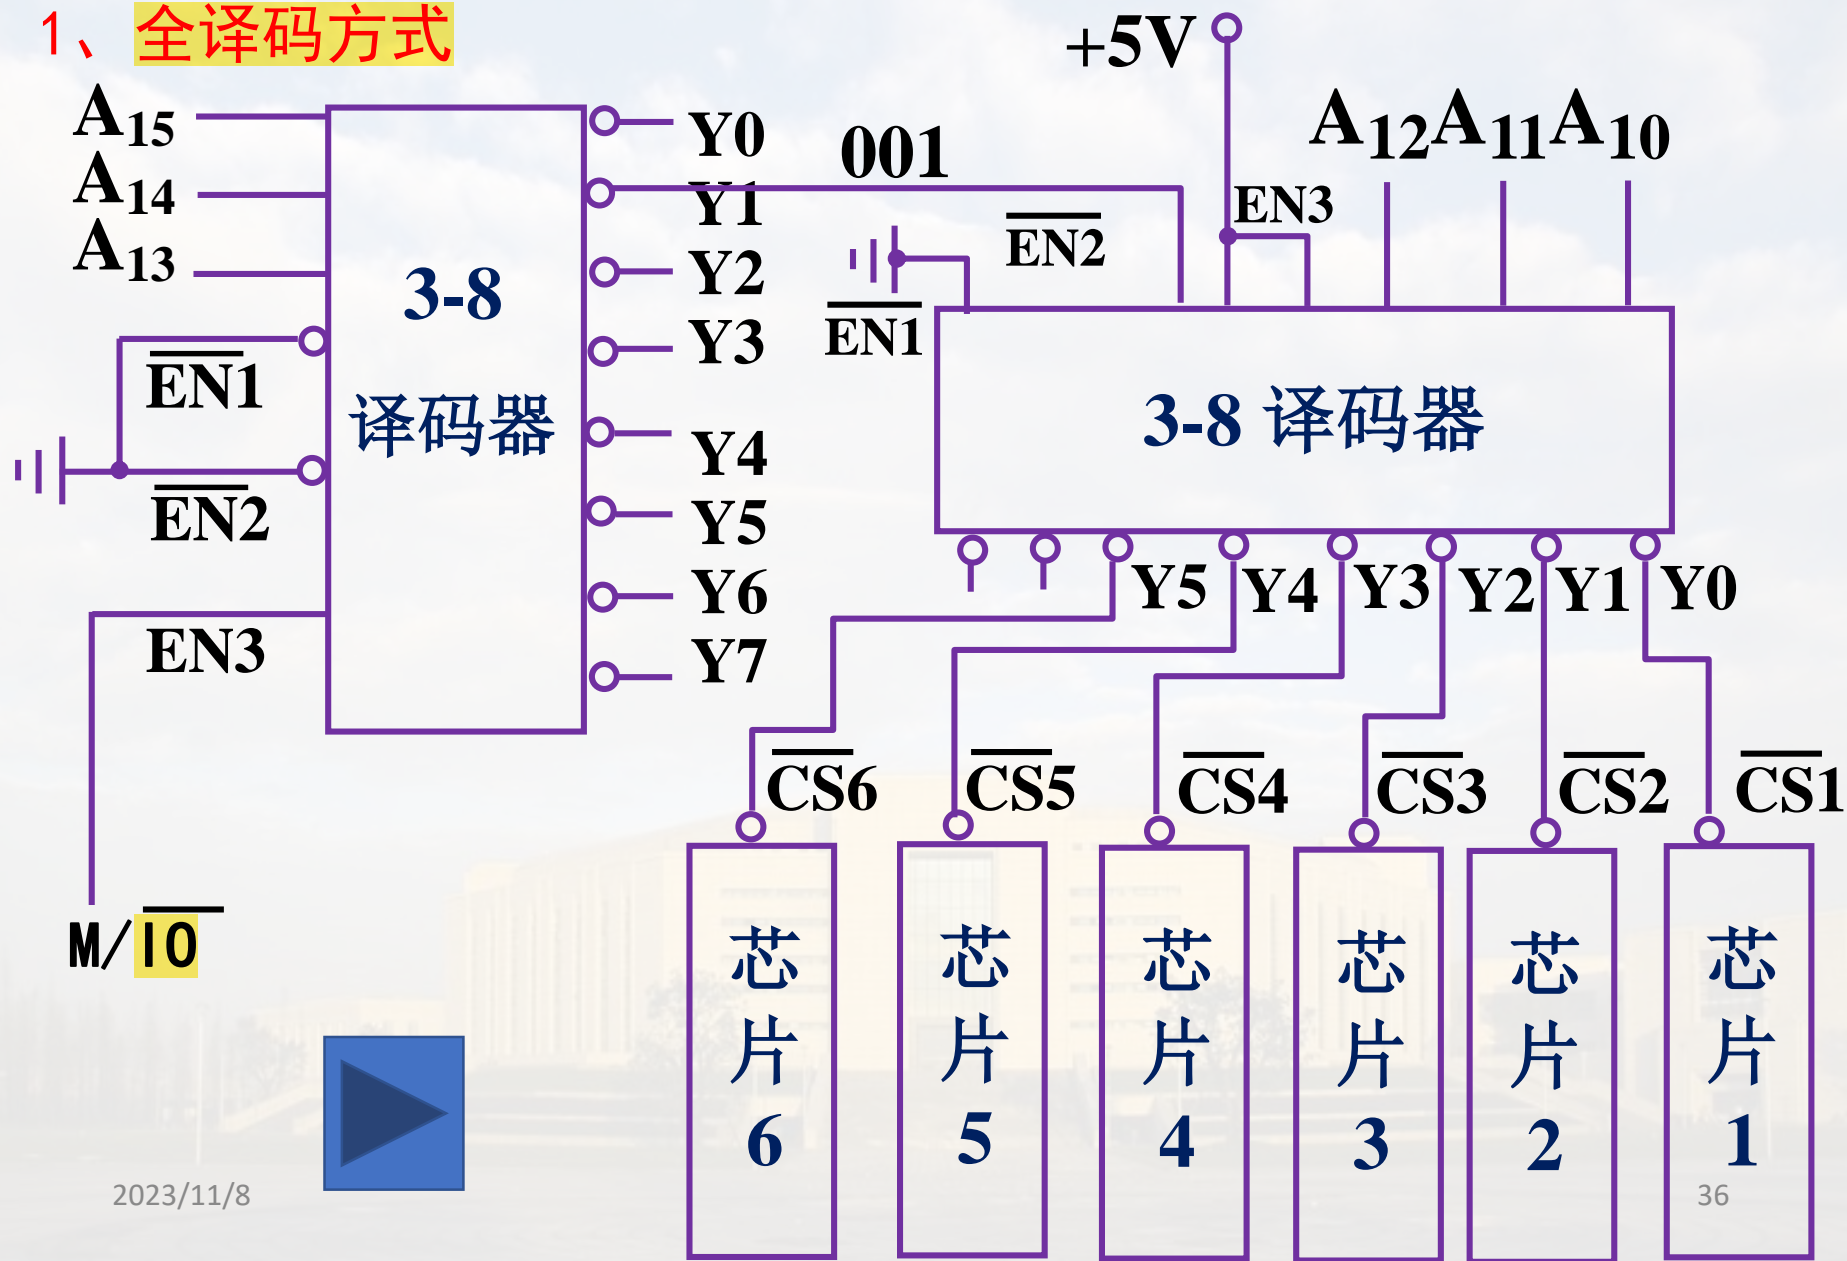 1、全译码方式
+5V
A15
A14
A13
3-8
译码器
EN1
EN2
EN3
M/IO
Y0
Y1
Y2
Y3
Y4
Y5
Y6
Y7
001
EN2
EN1
EN3
A12 A11 A10
3-8 译码器
Y5 Y4 Y3 Y2 Y1 Y0
CS6 CS5 CS4 CS3 CS2 CS1
芯片6
芯片5
芯片4
芯片3
芯片2
芯片1
2023/11/8
36